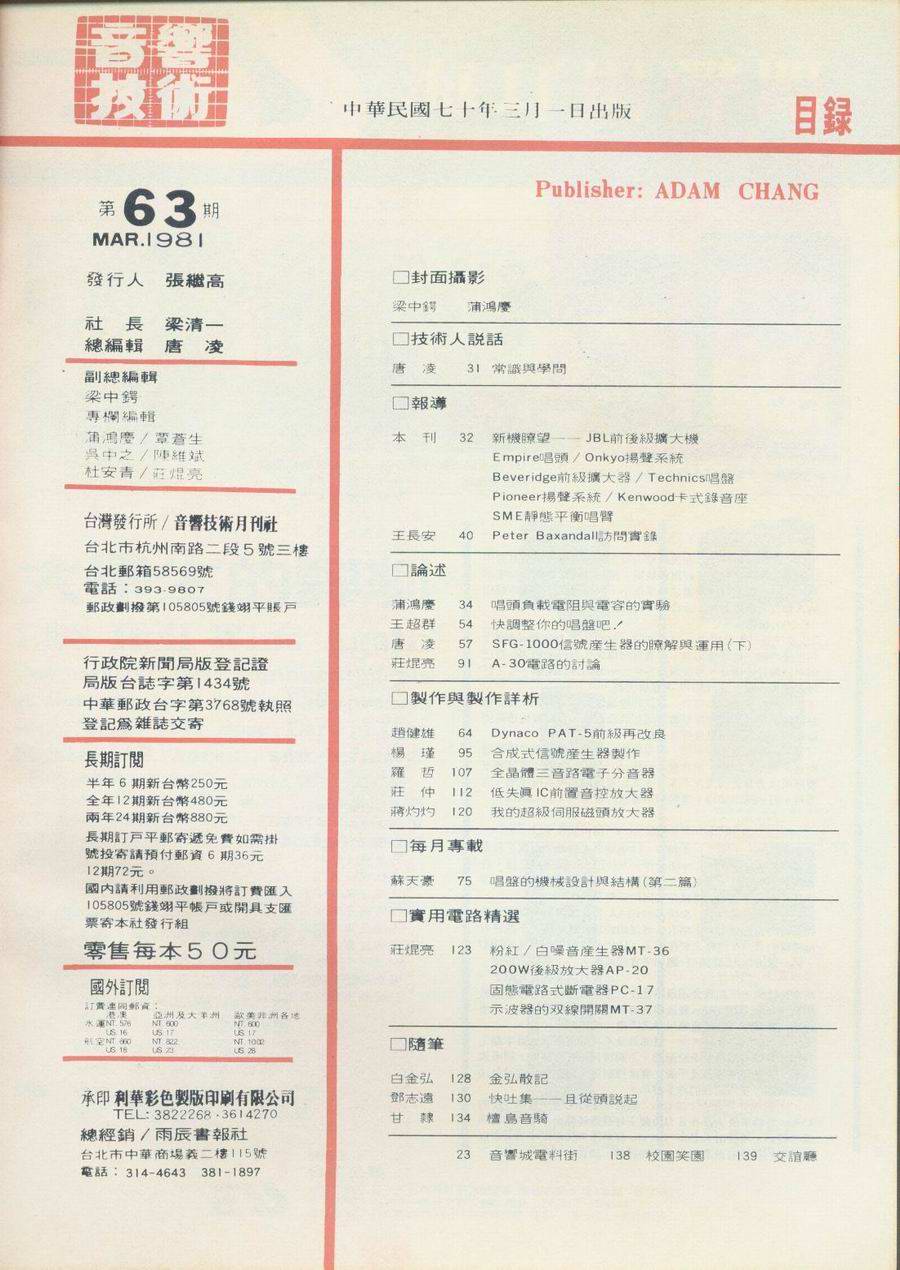 音響
技術
中華民國七十年三月一日出版
目録
第63期
MAR.1981
發行人 張繼高
社 長 梁清一
總編輯 唐 凌
副總編輯
梁中鍔
專欄編輯
蒲鴻慶／覃蒼生
吳中之／陳維斌
杜安青／莊焜亮
台灣發行所／音響技術月刊社
台北市杭州南路二段5號三樓
台北郵箱58569號
電話：393-9807
郵政劃撥第105805號錢翊平賬戶
行政院新聞局版登記證
局版台誌字第1434號
中華郵政台字第3768號執照
登記爲雜誌交寄
長期訂閱
半年6期新台幣250元
全年12期新台幣480元
兩年24期新台幣880元
長期訂戶平郵寄遞免費如需掛
號投寄請預付郵資6期36元
12期72元。
國內請利用郵政劃撥將訂費匯入
105805號錢翊平帳戶或開具支匯
票寄本社發行組
零售每本50元
國外訂閱
訂費連同郵資：
港澳 亞洲及大羊洲 歐美非洲各地
水運NT.576 NT.600 NT.600
US.16 US.17 US.17
航空NT.660 NT.822 NT.1002
US.18 US.23 US.28
承印 利華彩色製版印刷有限公司
TEL: 3822268·3614270
總經銷／雨辰書報社
台北市中華商場義二樓115號
電話：314-4643 381-1897
Publisher: ADAM CHANG
□封面攝影
梁中鍔 蒲鴻慶
□技術人説話
唐 凌 31 常識與學問
□報導
本 刊 32 新機瞭望——JBL前後級擴大機
Empire唱頭／Onkyo揚聲系統
Beveridge前級擴大器／Technics唱盤
Pioneer揚聲系統／Kenwood卡式錄音座
SME靜態平衡唱臂
王長安 40 Peter Baxandall訪問實錄
□論述
蒲鴻慶 34 唱頭負載電阻與電容的實驗
王超群 54 快調整你的唱盤吧！
唐 凌 57 SFG-1000信號産生器的瞭解與運用(下)
莊焜亮 91 A-30電路的討論
□製作與製作詳析
趙健雄 64 Dynaco PAT-5前級再改良
楊 瑾 95 合成式信號産生器製作
羅 哲 107 全晶體三音路電子分音器
莊 仲 112 低失眞IC前置音控放大器
蔣灼灼 120 我的超級伺服磁頭放大器
□每月專載
蘇天豪 75 唱盤的機械設計與結構(第二篇)
□實用電路精選
莊焜亮 123 粉紅／白噪音産生器MT-36
200W後級放大器AP-20
固態電路式斷電器PC-17
示波器的双線開關MT-37
□隨筆
白金弘 128 金弘散記
鄧志遠 130 快吐集——且從頭説起
甘 隸 134 檀島音騎
23 音響城電料街 138 校園笑園 139 交誼廳